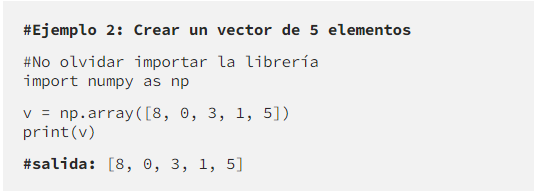 #Ejemplo 2: Crear un vector de 5 elementos
#No olvidar importar la librería
import numpy as np
v = np.array([8, 0, 3, 1, 5])
print(v)
#salida: [8, 0, 3, 1, 5]